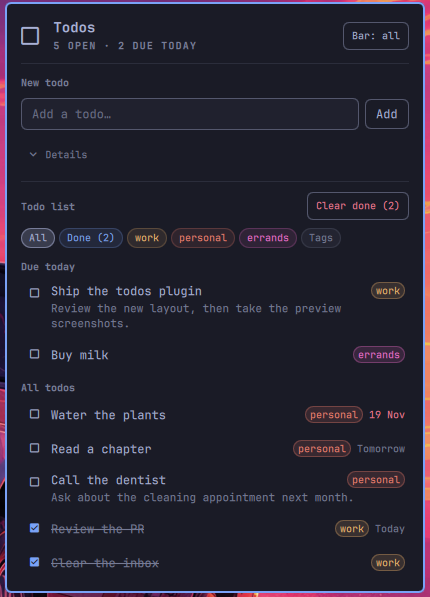 Todos
5 OPEN · 2 DUE TODAY
Bar: all
New todo
Add a todo…
Add
Details
Todo list
Clear done (2)
All
Done (2)
work
personal
errands
Tags
Due today
Ship the todos plugin
work
Review the new layout, then take the preview
screenshots.
Buy milk
errands
All todos
Water the plants
personal
19 Nov
Read a chapter
personal
Tomorrow
Call the dentist
personal
Ask about the cleaning appointment next month.
Review the PR
work
Today
Clear the inbox
work